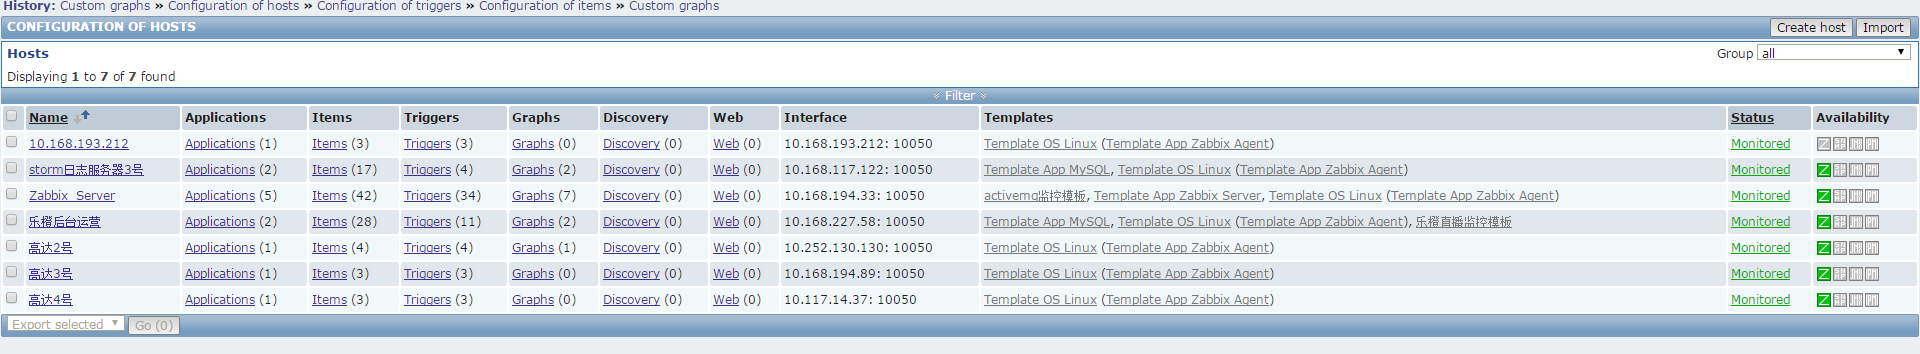 History: Custom graphs » Configuration of hosts » Configuration of triggers » Configuration of items » Custom graphs
CONFIGURATION OF HOSTS Create host Import
Hosts Group all
Displaying 1 to 7 of 7 found
Filter
Name Applications Items Triggers Graphs Discovery Web Interface Templates Status Availability
10.168.193.212 Applications (1) Items (3) Triggers (3) Graphs (0) Discovery (0) Web (0) 10.168.193.212: 10050 Template OS Linux (Template App Zabbix Agent) Monitored Z
storm日志服务器3号 Applications (2) Items (17) Triggers (4) Graphs (2) Discovery (0) Web (0) 10.168.117.122: 10050 Template App MySQL, Template OS Linux (Template App Zabbix Agent) Monitored Z
Zabbix_Server Applications (5) Items (42) Triggers (34) Graphs (7) Discovery (0) Web (0) 10.168.194.33: 10050 activemq监控模板, Template App Zabbix Server, Template OS Linux (Template App Zabbix Agent) Monitored Z
乐橙后台运营 Applications (2) Items (28) Triggers (11) Graphs (2) Discovery (0) Web (0) 10.168.227.58: 10050 Template App MySQL, Template OS Linux (Template App Zabbix Agent), 乐橙直播监控模板 Monitored Z
高达2号 Applications (1) Items (4) Triggers (4) Graphs (1) Discovery (0) Web (0) 10.252.130.130: 10050 Template OS Linux (Template App Zabbix Agent) Monitored Z
高达3号 Applications (1) Items (3) Triggers (3) Graphs (0) Discovery (0) Web (0) 10.168.194.89: 10050 Template OS Linux (Template App Zabbix Agent) Monitored Z
高达4号 Applications (1) Items (3) Triggers (3) Graphs (0) Discovery (0) Web (0) 10.117.14.37: 10050 Template OS Linux (Template App Zabbix Agent) Monitored Z
Export selected Go (0)